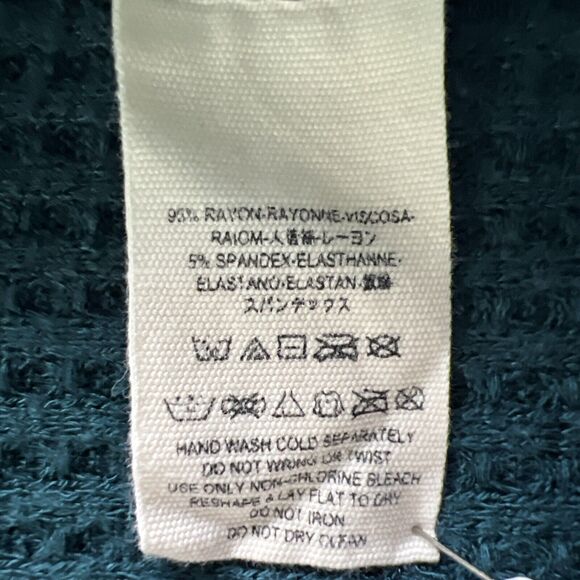 95% RAYON-RAYONNE-VISCOSA-
RAIOM-人造絲-レーヨン
5% SPANDEX-ELASTHANNE-
ELASTANO-ELASTAN-
スパンデックス
HAND WASH COLD SEPARATELY
DO NOT WRING OR TWIST
USE ONLY NON-CHLORINE BLEACH
RESHAPE & LAY FLAT TO DRY
DO NOT IRON
DO NOT DRY CLEAN